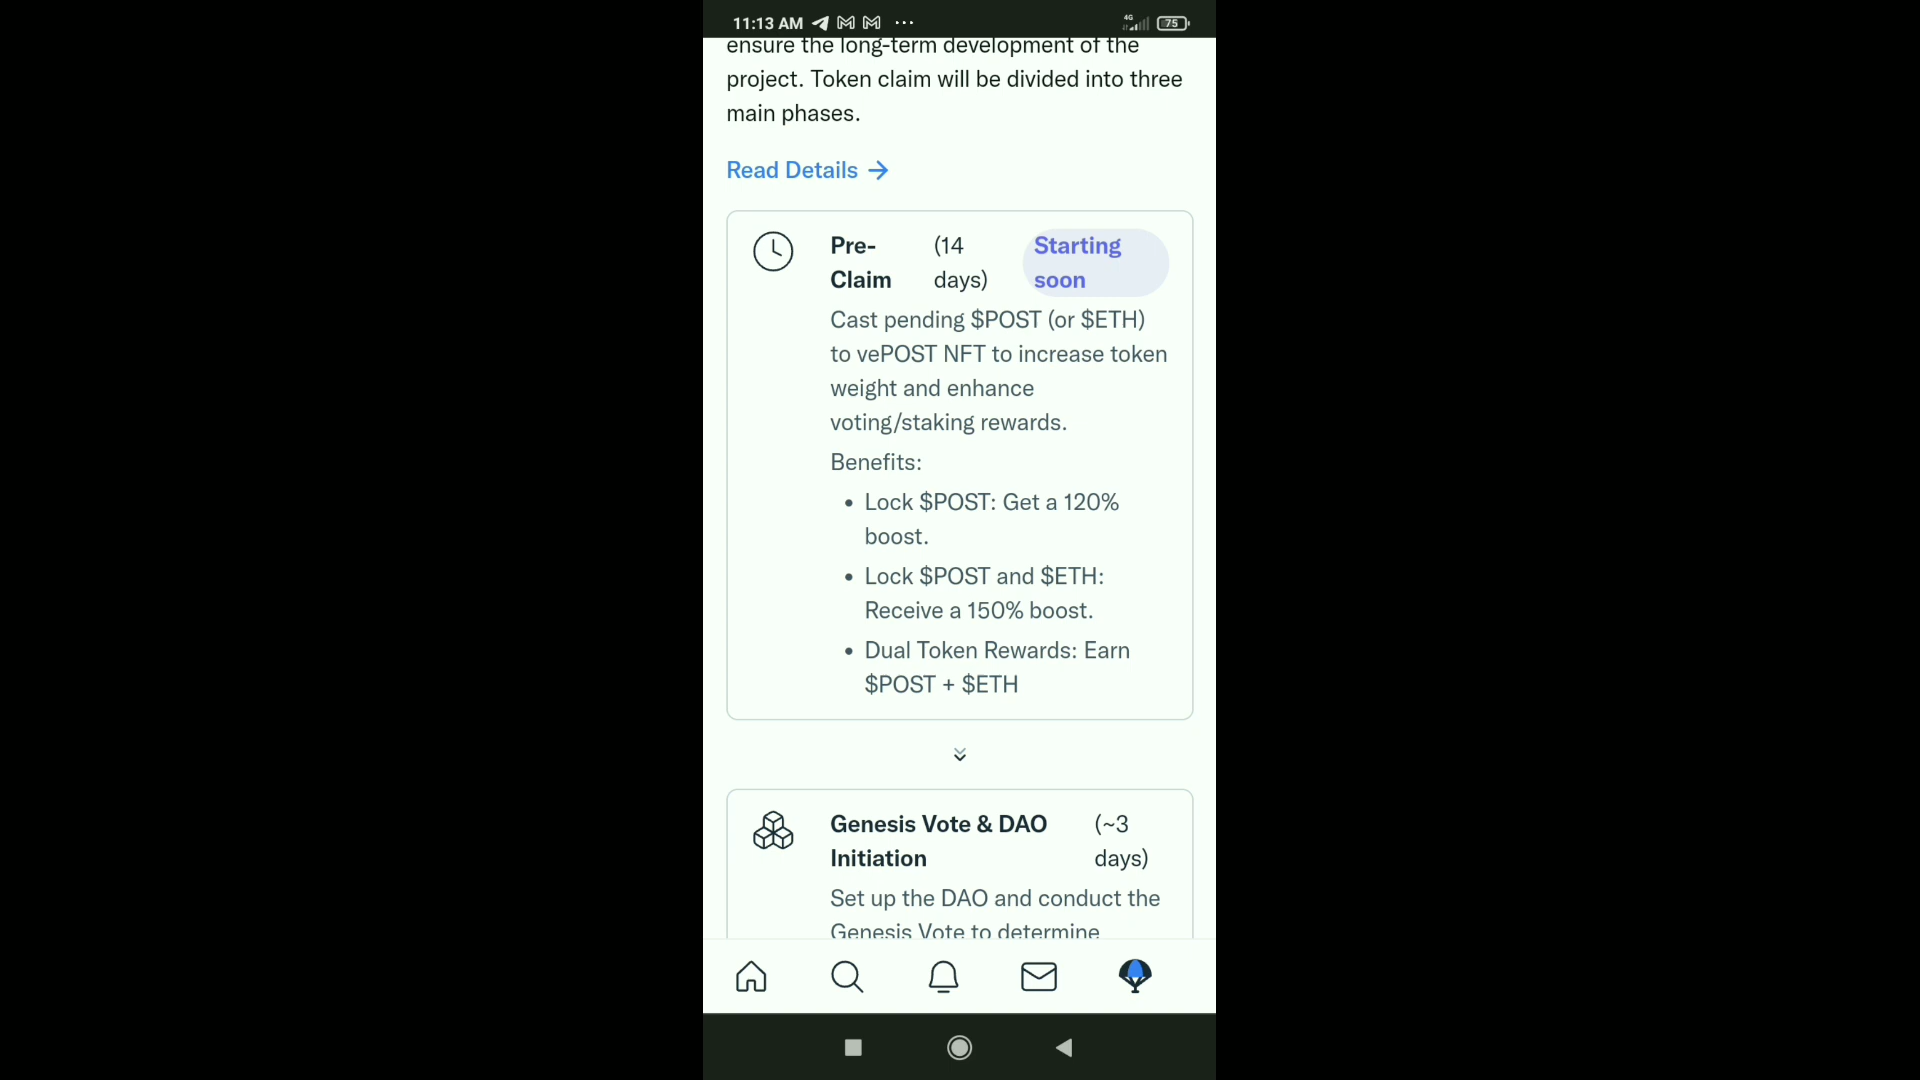 11:13 AM
4G
75
ensure the long-term development of the
project. Token claim will be divided into three
main phases.
Read Details
Pre-
Claim
(14
days)
Starting
soon
Cast pending $POST (or $ETH)
to vePOST NFT to increase token
weight and enhance
voting/staking rewards.
Benefits:
• Lock $POST: Get a 120%
boost.
• Lock $POST and $ETH:
Receive a 150% boost.
• Dual Token Rewards: Earn
$POST + $ETH
Genesis Vote & DAO
Initiation
(~3
days)
Set up the DAO and conduct the
Genesis Vote to determine